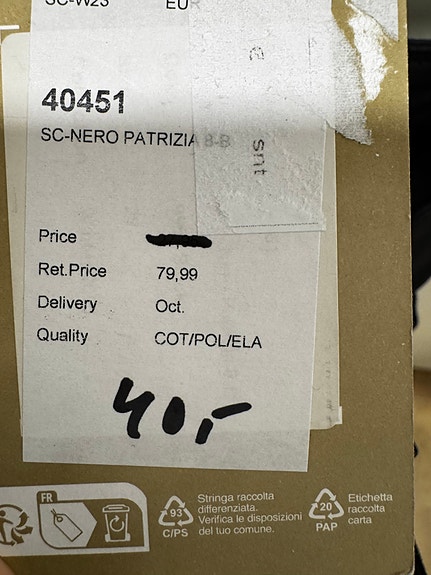 SC-W23 EUR
e
40451
SC-NERO PATRIZIA 8-B
snt
Price
Ret.Price 79,99
Delivery Oct.
Quality COT/POL/ELA
40,-
FR
93
C/PS
Stringa raccolta
differenziata.
Verifica le disposizioni
del tuo comune.
20
PAP
Etichetta
raccolta
carta